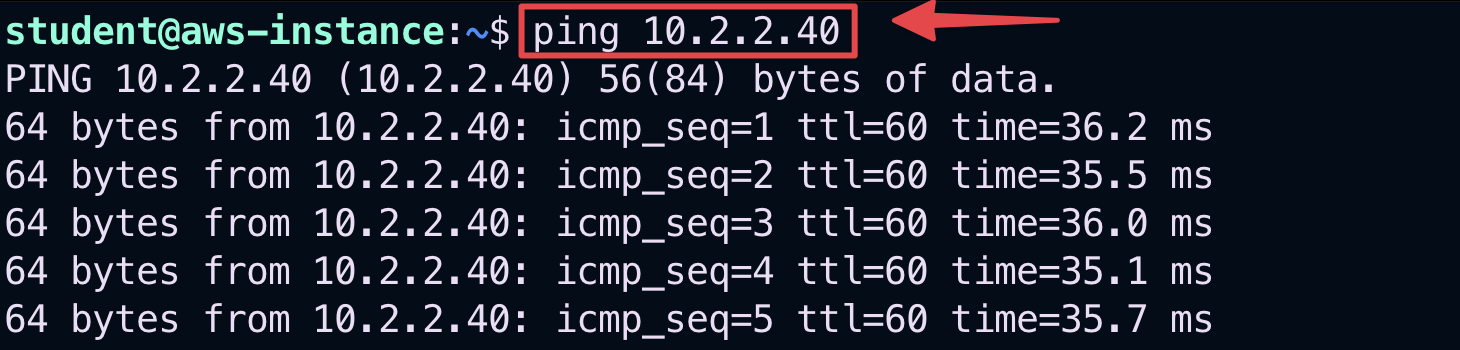 student@aws-instance:~$ ping 10.2.2.40
PING 10.2.2.40 (10.2.2.40) 56(84) bytes of data.
64 bytes from 10.2.2.40: icmp_seq=1 ttl=60 time=36.2 ms
64 bytes from 10.2.2.40: icmp_seq=2 ttl=60 time=35.5 ms
64 bytes from 10.2.2.40: icmp_seq=3 ttl=60 time=36.0 ms
64 bytes from 10.2.2.40: icmp_seq=4 ttl=60 time=35.1 ms
64 bytes from 10.2.2.40: icmp_seq=5 ttl=60 time=35.7 ms